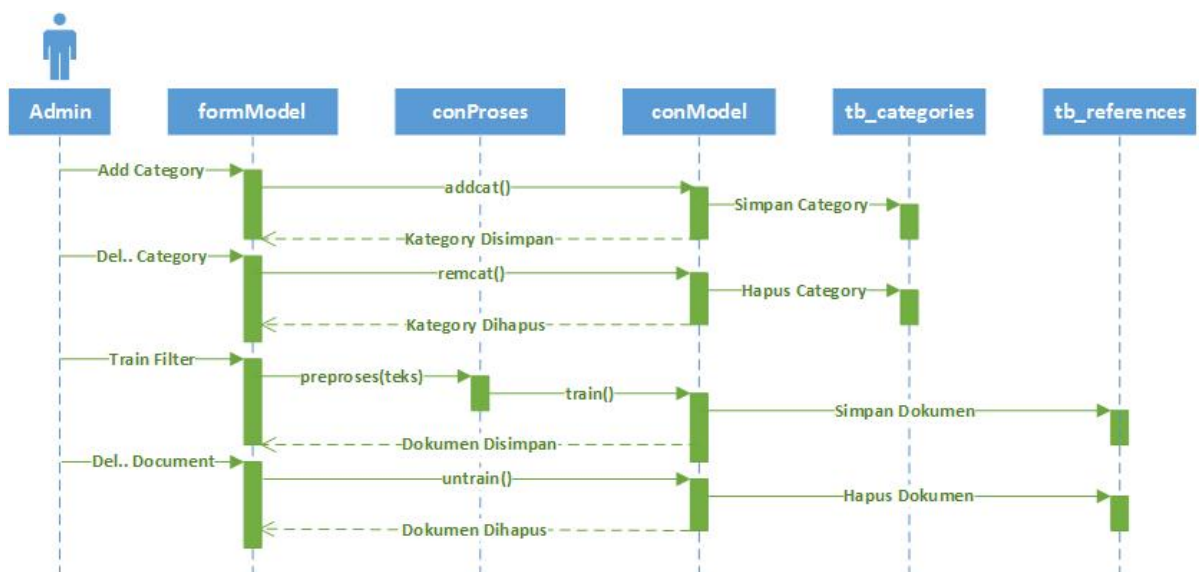 Admin
formModel
conProses
conModel
tb_categories
tb_references
Add Category
addcat()
Simpan Category
Kategory Disimpan
Del.. Category
remcat()
Hapus Category
Kategory Dihapus
Train Filter
preproses(teks)
train()
Simpan Dokumen
Dokumen Disimpan
Del.. Document
untrain()
Hapus Dokumen
Dokumen Dihapus